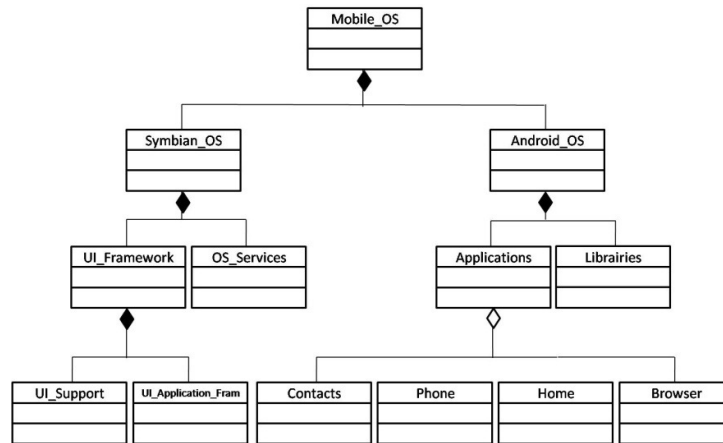 Mobile_OS
Symbian_OS
Android_OS
UI_Framework
OS_Services
Applications
Librairies
UI_Support
UI_Application_Fram
Contacts
Phone
Home
Browser